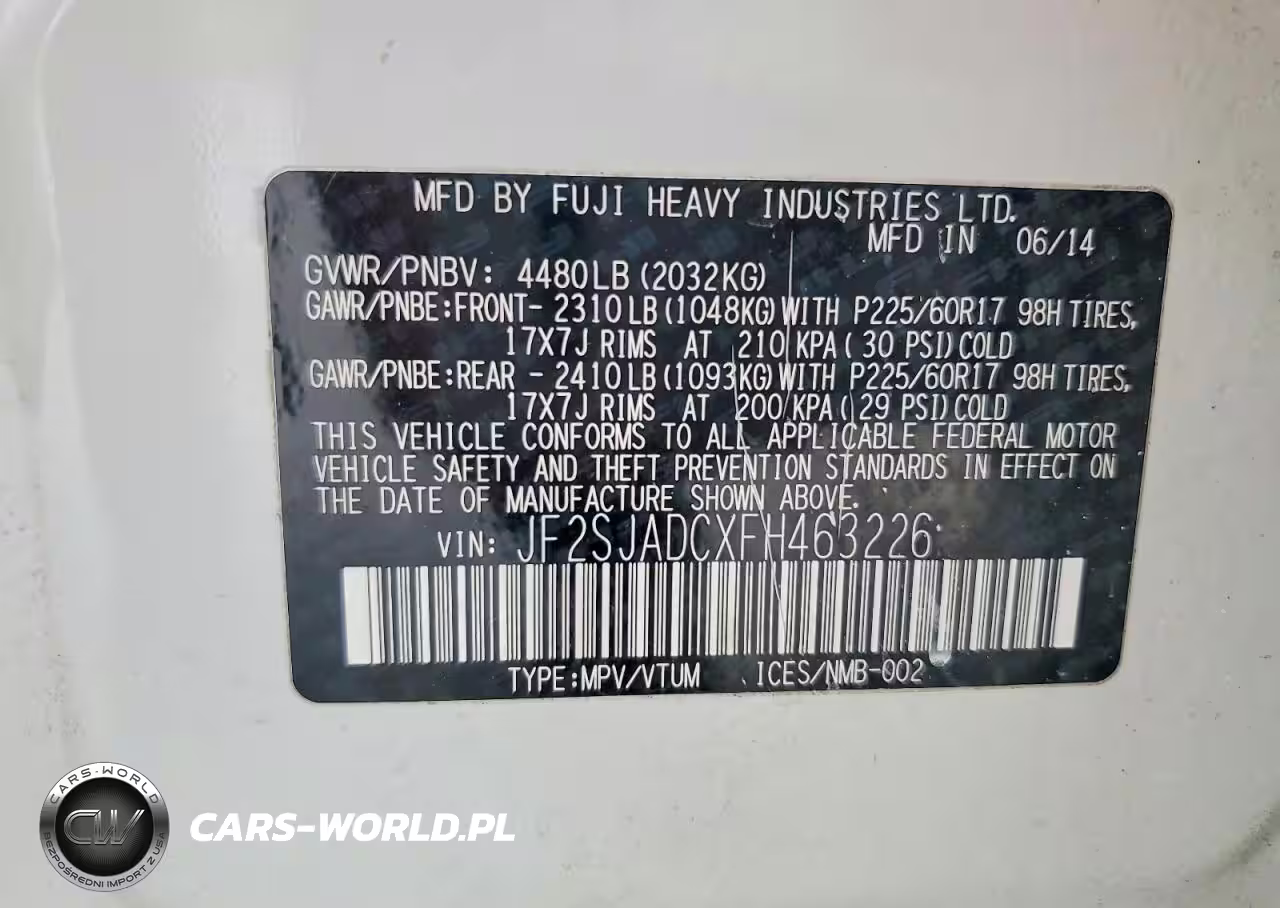 MFD BY FUJI HEAVY INDUSTRIES LTD.
MFD IN 06/14
GVWR/PNBV: 4480LB (2032KG)
GAWR/PNBE:FRONT- 2310LB (1048KG) WITH P225/60R17 98H TIRES,
17X7J RIMS AT 210 KPA ( 30 PSI) COLD
GAWR/PNBE:REAR - 2410LB (1093KG) WITH P225/60R17 98H TIRES,
17X7J RIMS AT 200 KPA ( 29 PSI) COLD
THIS VEHICLE CONFORMS TO ALL APPLICABLE FEDERAL MOTOR
VEHICLE SAFETY AND THEFT PREVENTION STANDARDS IN EFFECT ON
THE DATE OF MANUFACTURE SHOWN ABOVE.
VIN: JF2SJADCXFH463226
TYPE:MPV/VTUM ICES/NMB-002
CARS-WORLD
CW
BEZPOŚREDNI IMPORT Z USA
CARS-WORLD.PL